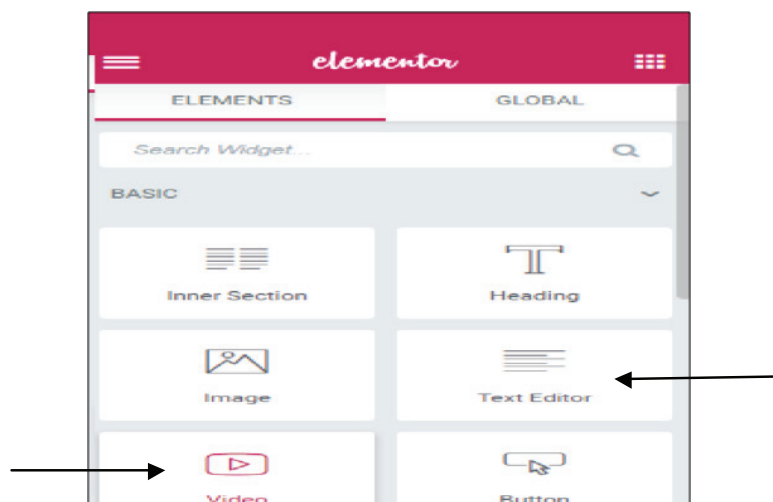 elementor
ELEMENTS GLOBAL
Search Widget...
BASIC
Inner Section Heading
Image Text Editor
Video Button